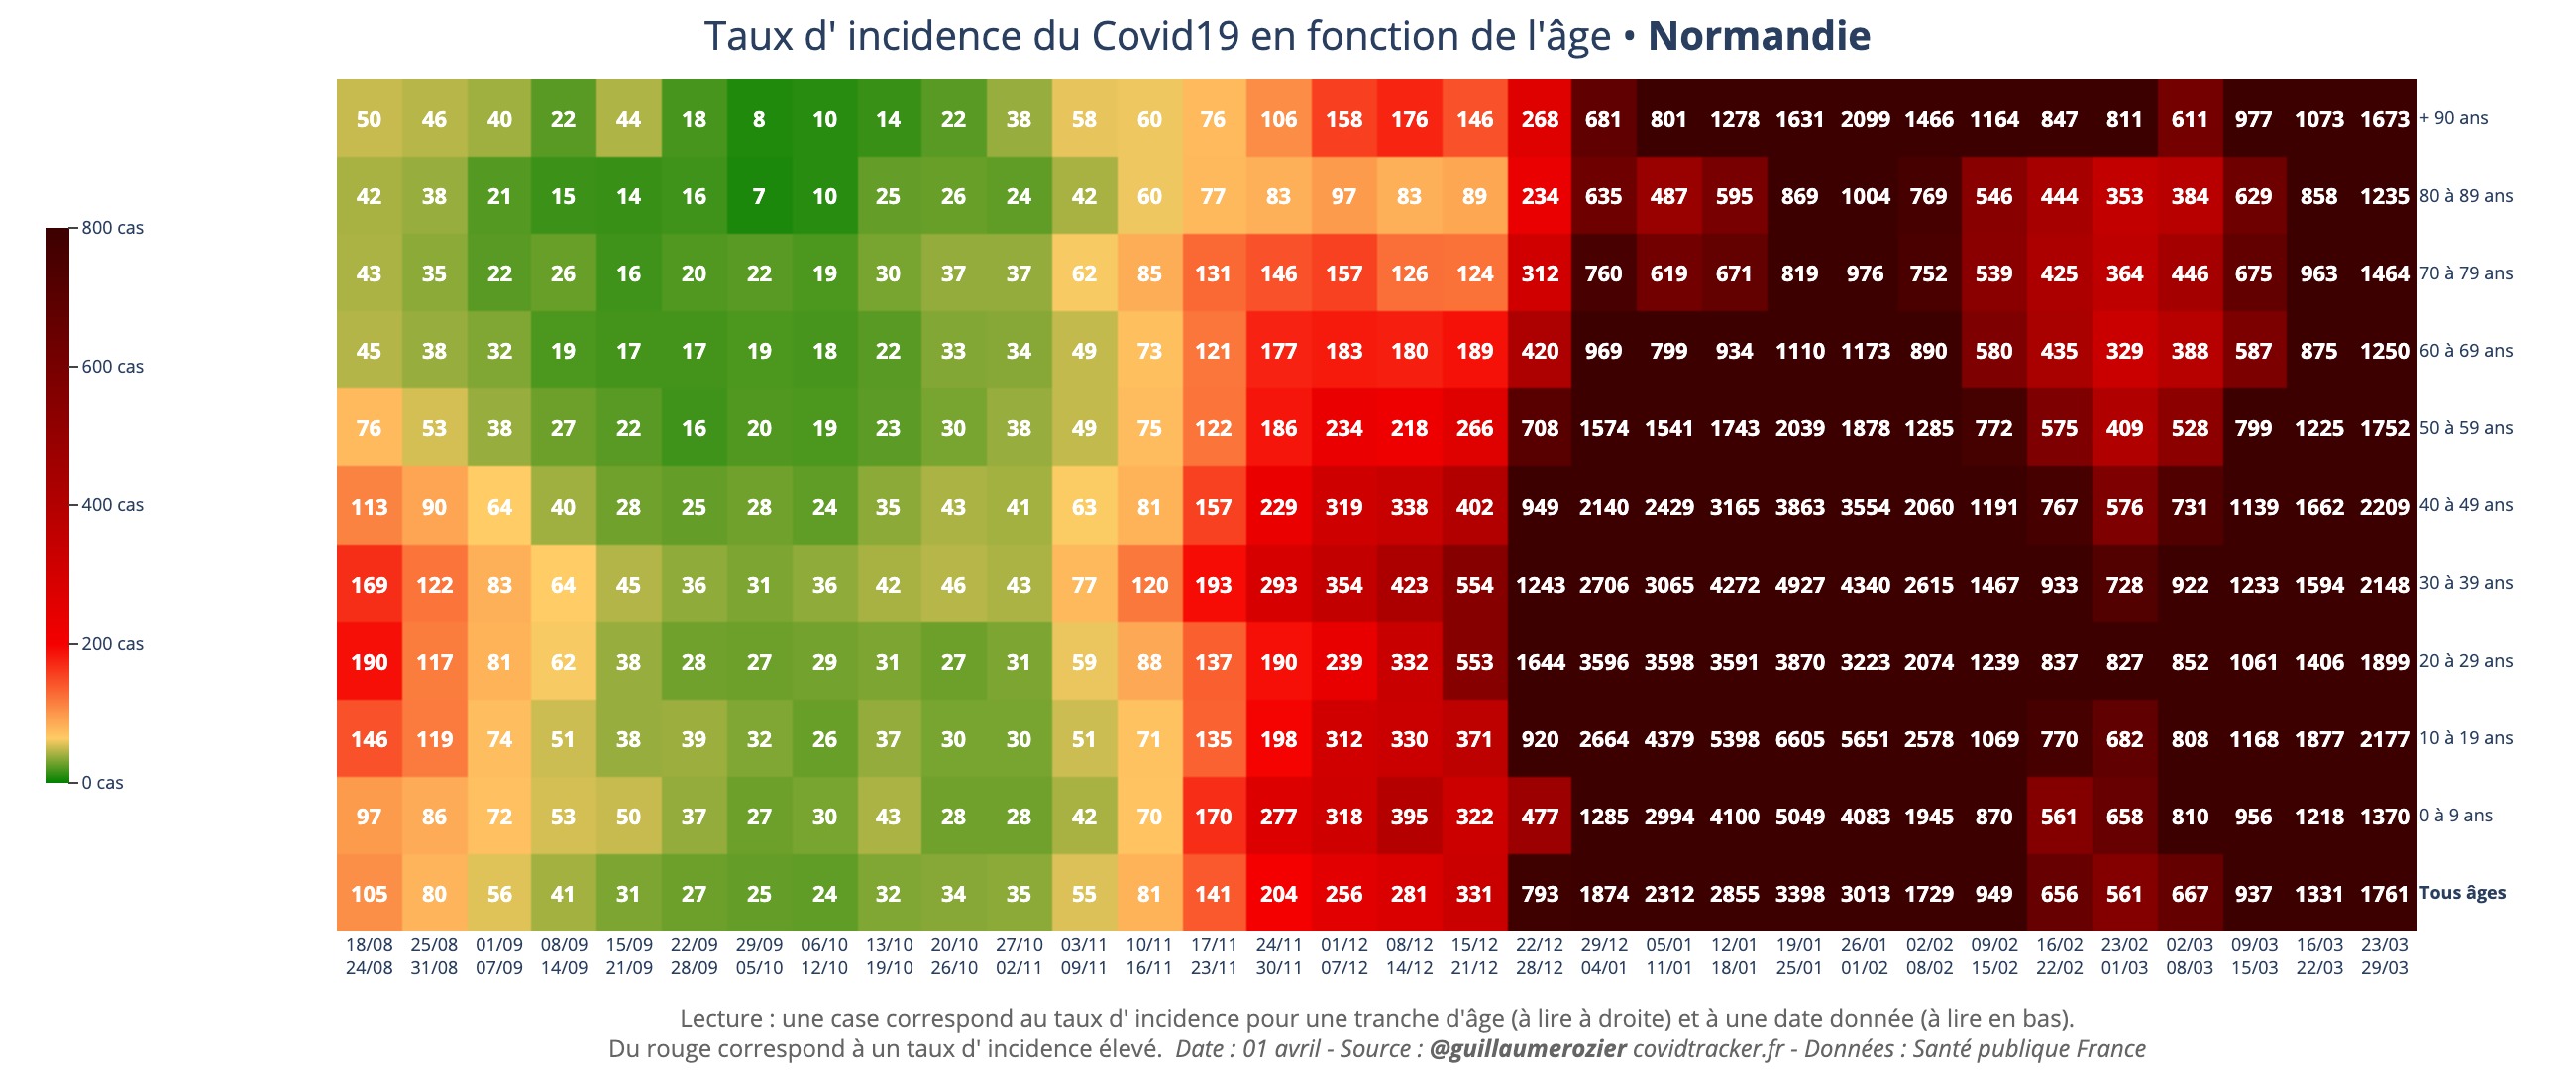 Taux d' incidence du Covid19 en fonction de l'âge • Normandie
50 46 40 22 44 18 8 10 14 22 38 58 60 76 106 158 176 146 268 681 801 1278 1631 2099 1466 1164 847 811 611 977 1073 1673 + 90 ans
42 38 21 15 14 16 7 10 25 26 24 42 60 77 83 97 83 89 234 635 487 595 869 1004 769 546 444 353 384 629 858 1235 80 à 89 ans
43 35 22 26 16 20 22 19 30 37 37 62 85 131 146 157 126 124 312 760 619 671 819 976 752 539 425 364 446 675 963 1464 70 à 79 ans
45 38 32 19 17 17 19 18 22 33 34 49 73 121 177 183 180 189 420 969 799 934 1110 1173 890 580 435 329 388 587 875 1250 60 à 69 ans
76 53 38 27 22 16 20 19 23 30 38 49 75 122 186 234 218 266 708 1574 1541 1743 2039 1878 1285 772 575 409 528 799 1225 1752 50 à 59 ans
113 90 64 40 28 25 28 24 35 43 41 63 81 157 229 319 338 402 949 2140 2429 3165 3863 3554 2060 1191 767 576 731 1139 1662 2209 40 à 49 ans
169 122 83 64 45 36 31 36 42 46 43 77 120 193 293 354 423 554 1243 2706 3065 4272 4927 4340 2615 1467 933 728 922 1233 1594 2148 30 à 39 ans
190 117 81 62 38 28 27 29 31 27 31 59 88 137 190 239 332 553 1644 3596 3598 3591 3870 3223 2074 1239 837 827 852 1061 1406 1899 20 à 29 ans
146 119 74 51 38 39 32 26 37 30 30 51 71 135 198 312 330 371 920 2664 4379 5398 6605 5651 2578 1069 770 682 808 1168 1877 2177 10 à 19 ans
97 86 72 53 50 37 27 30 43 28 28 42 70 170 277 318 395 322 477 1285 2994 4100 5049 4083 1945 870 561 658 810 956 1218 1370 0 à 9 ans
105 80 56 41 31 27 25 24 32 34 35 55 81 141 204 256 281 331 793 1874 2312 2855 3398 3013 1729 949 656 561 667 937 1331 1761 Tous âges
18/08 25/08 01/09 08/09 15/09 22/09 29/09 06/10 13/10 20/10 27/10 03/11 10/11 17/11 24/11 01/12 08/12 15/12 22/12 29/12 05/01 12/01 19/01 26/01 02/02 09/02 16/02 23/02 02/03 09/03 16/03 23/03
24/08 31/08 07/09 14/09 21/09 28/09 05/10 12/10 19/10 26/10 02/11 09/11 16/11 23/11 30/11 07/12 14/12 21/12 28/12 04/01 11/01 18/01 25/01 01/02 08/02 15/02 22/02 01/03 08/03 15/03 22/03 29/03
800 cas
600 cas
400 cas
200 cas
0 cas
Lecture : une case correspond au taux d' incidence pour une tranche d'âge (à lire à droite) et à une date donnée (à lire en bas).
Du rouge correspond à un taux d' incidence élevé. Date : 01 avril - Source : @guillaumerozier covidtracker.fr - Données : Santé publique France